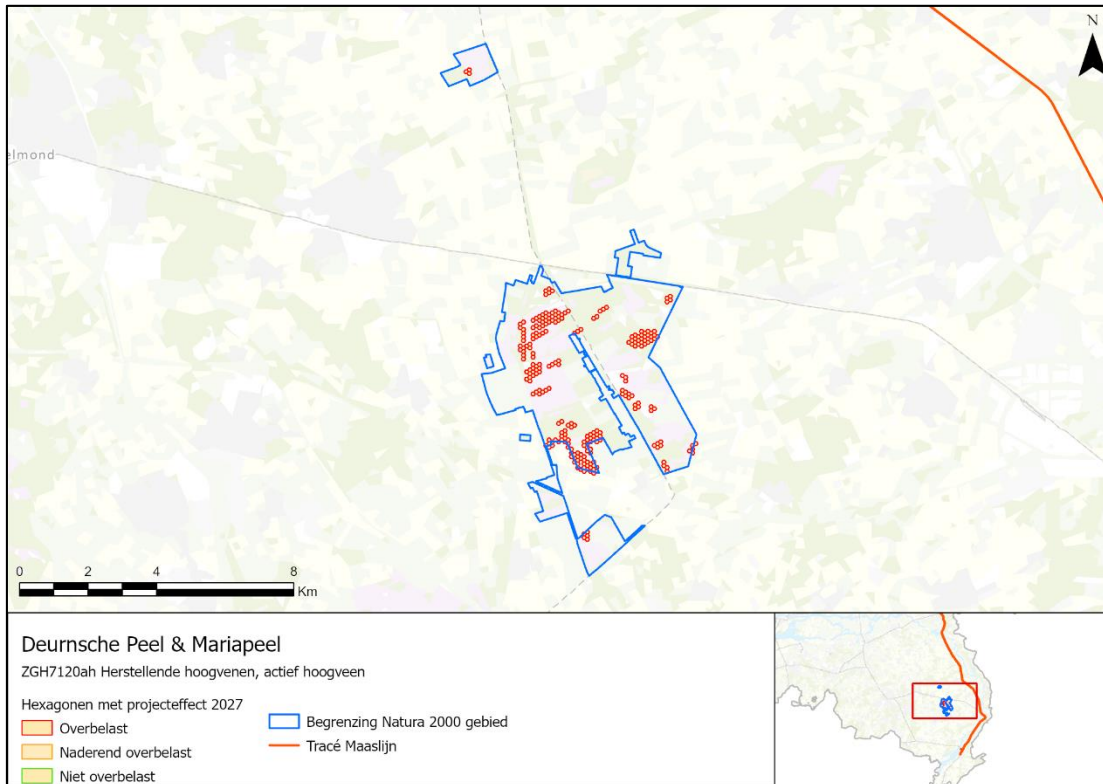 N
elmond
0 2 4 8
Km
Deurnsche Peel & Mariapeel
ZGH7120ah Herstellende hoogvenen, actief hoogveen
Hexagonen met projecteffect 2027
Overbelast
Naderend overbelast
Niet overbelast
Begrenzing Natura 2000 gebied
Tracé Maaslijn